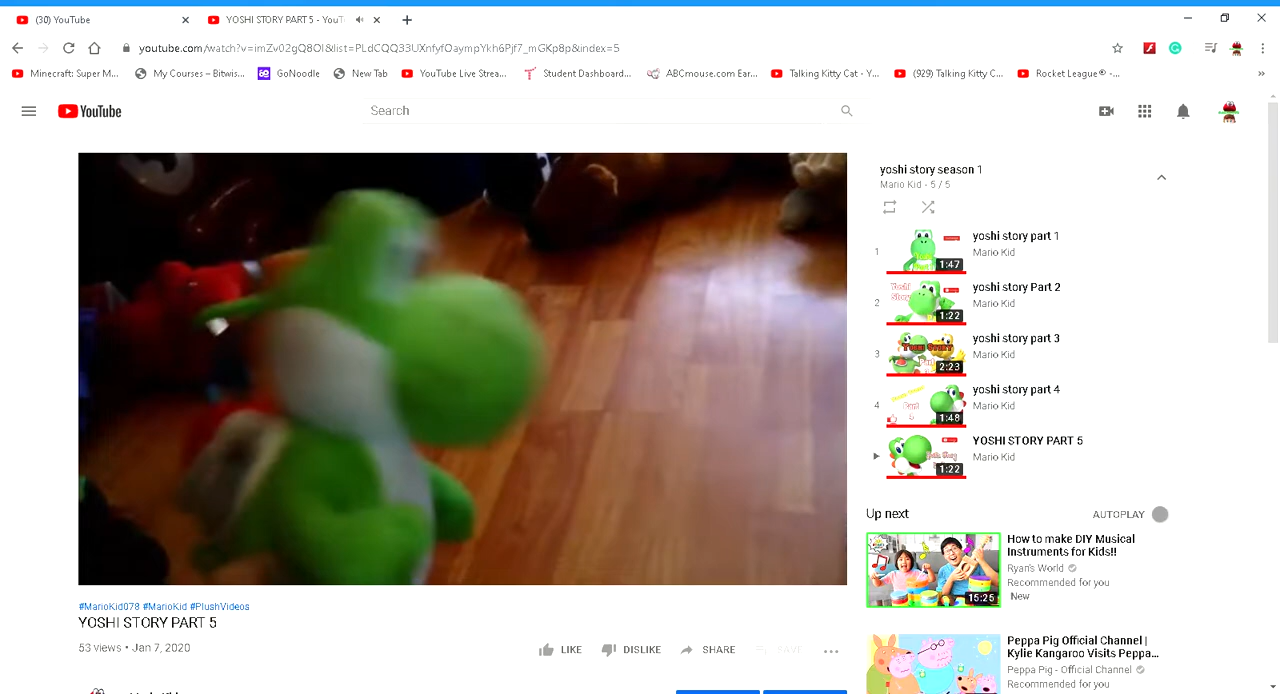 (30) YouTube
YOSHI STORY PART 5 - YouT
youtube.com/watch?v=imZv02gQ8OI&list=PLdCQQ33UXnfyfOaympYkh6Pjf7_mGKp8p&index=5
Minecraft: Super M...
My Courses – Bitwis...
GoNoodle
New Tab
YouTube Live Strea...
Student Dashboard...
ABCmouse.com Ear...
Talking Kitty Cat - Y...
(929) Talking Kitty C...
Rocket League® -...
YouTube
Search
yoshi story season 1
Mario Kid - 5 / 5
1
1:47
yoshi story part 1
Mario Kid
2
1:22
yoshi story Part 2
Mario Kid
3
2:23
yoshi story part 3
Mario Kid
4
1:48
yoshi story part 4
Mario Kid
1:22
YOSHI STORY PART 5
Mario Kid
Up next
AUTOPLAY
15:25
How to make DIY Musical
Instruments for Kids!!
Ryan's World
Recommended for you
New
Peppa Pig Official Channel |
Kylie Kangaroo Visits Peppa...
Peppa Pig - Official Channel
Recommended for you
#MarioKid078 #MarioKid #PlushVideos
YOSHI STORY PART 5
53 views • Jan 7, 2020
LIKE
DISLIKE
SHARE
SAVE